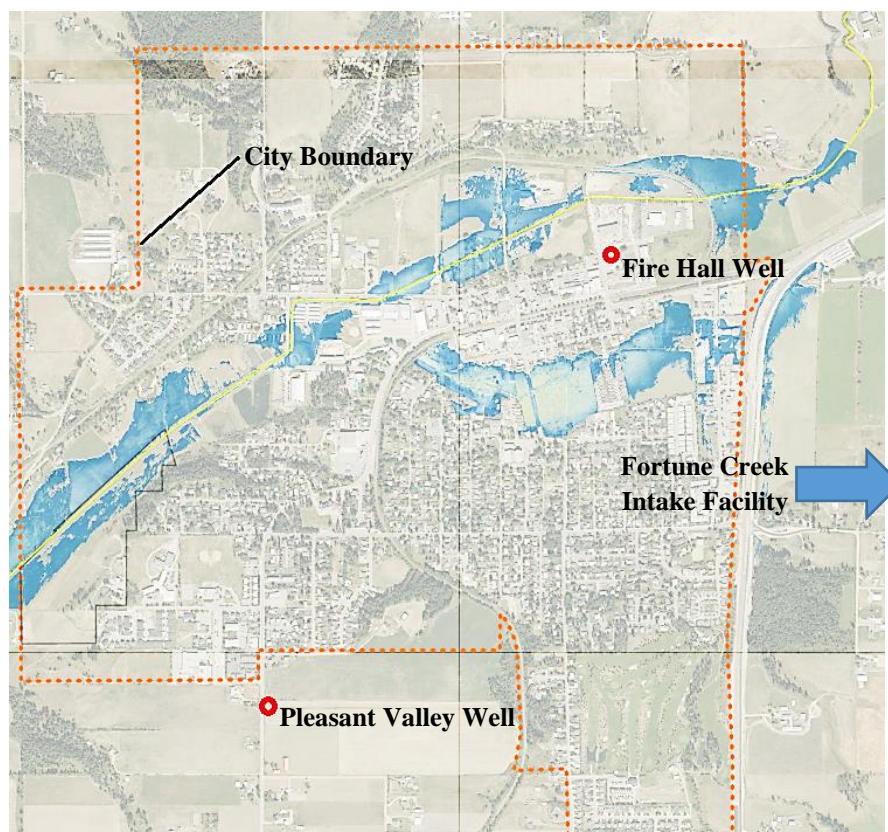 City Boundary
Fire Hall Well
Fortune Creek
Intake Facility
Pleasant Valley Well